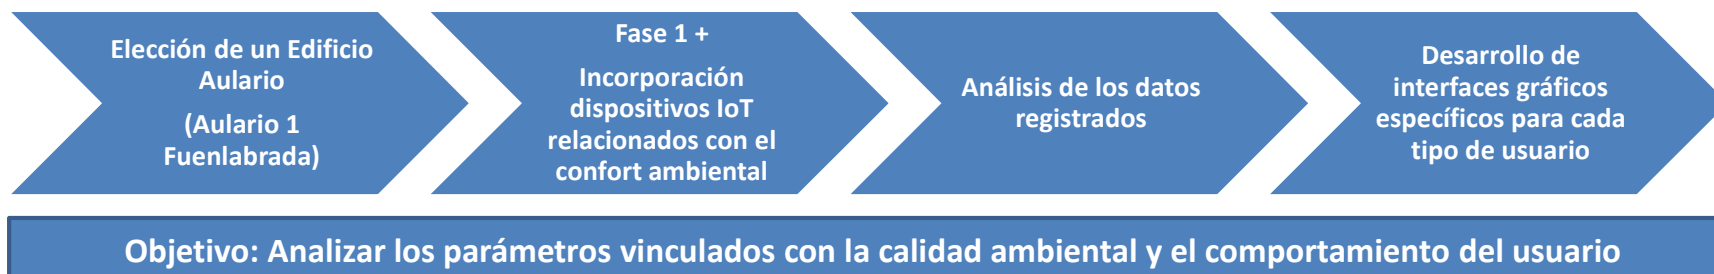 Elección de un Edificio
Aulario
(Aulario 1
Fuenlabrada)
Fase 1 +
Incorporación
dispositivos IoT
relacionados con el
confort ambiental
Análisis de los datos
registrados
Desarrollo de
interfaces gráficos
específicos para cada
tipo de usuario
Objetivo: Analizar los parámetros vinculados con la calidad ambiental y el comportamiento del usuario